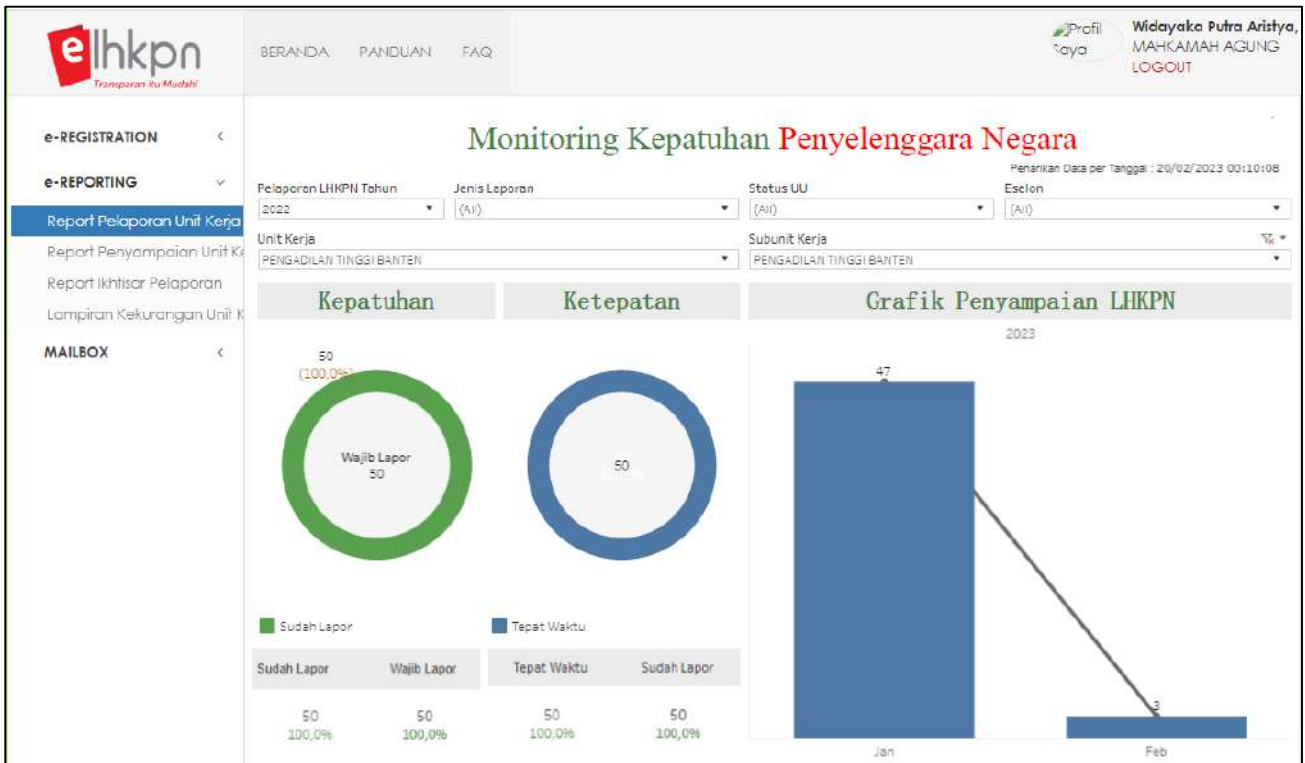 elhkpn
Transparan itu Mudah!
BERANDA PANDUAN FAQ
Profil Saya
Widayaka Putra Aristya,
MAHKAMAH AGUNG
LOGOUT
e-REGISTRATION
e-REPORTING
Report Pelaporan Unit Kerja
Report Penyampaian Unit Ke
Report Ikhtisar Pelaporan
Lampiran Kekurangan Unit K
MAILBOX
Monitoring Kepatuhan Penyelenggara Negara
Penarikan Data per Tanggal : 20/02/2023 00:10:08
Pelaporan LHKPN Tahun Jenis Laporan Status UU Eselon
2022 (All) (All) (All)
Unit Kerja Subunit Kerja
PENGADILAN TINGGI BANTEN PENGADILAN TINGGI BANTEN
Kepatuhan Ketepatan Grafik Penyampaian LHKPN
2023
50
(100,0%)
Wajib Lapor
50
50
47
3
Jan Feb
Sudah Lapor Tepat Waktu
Sudah Lapor Wajib Lapor Tepat Waktu Sudah Lapor
50 50 50 50
100,0% 100,0% 100,0% 100,0%